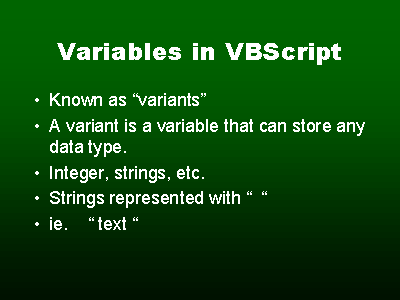 Variables in VBScript
• Known as “variants”
• A variant is a variable that can store any
data type.
• Integer, strings, etc.
• Strings represented with “ “
• ie. “ text “